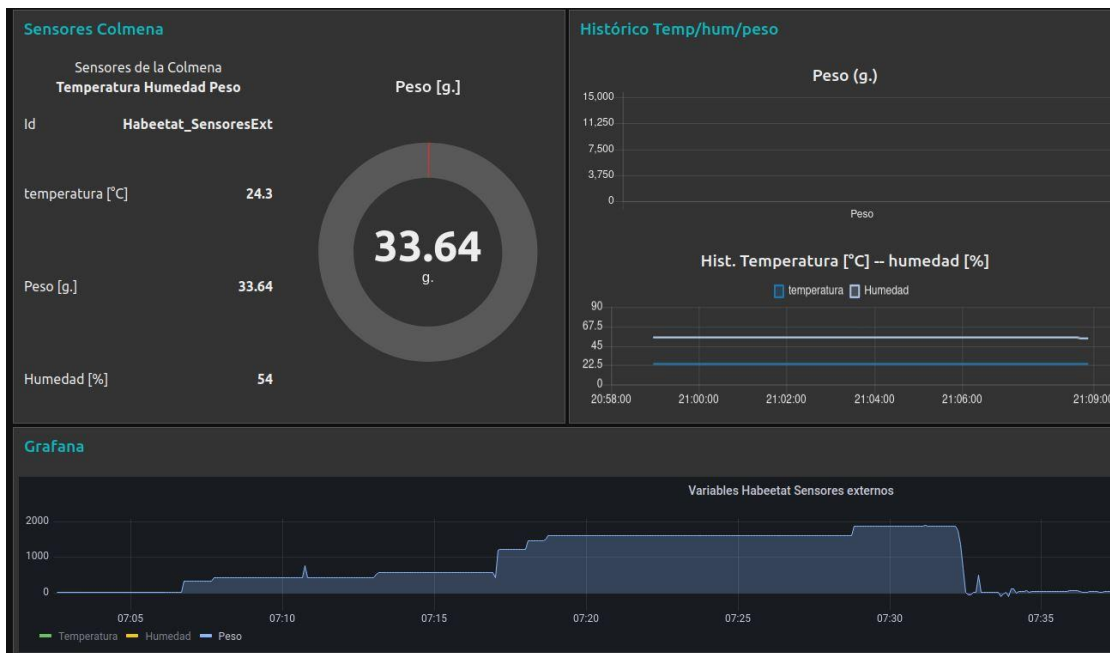 Sensores Colmena
Sensores de la Colmena
Temperatura Humedad Peso
Id Habeetat_SensoresExt
temperatura [°C] 24.3
Peso [g.] 33.64
Humedad [%] 54
Peso [g.]
33.64
g.
Histórico Temp/hum/peso
Peso (g.)
15,000
11,250
7,500
3,750
0
Peso
Hist. Temperatura [°C] -- humedad [%]
temperatura Humedad
90
67.5
45
22.5
0
20:58:00 21:00:00 21:02:00 21:04:00 21:06:00 21:09:00
Grafana
Variables Habeetat Sensores externos
2000
1000
0
07:05 07:10 07:15 07:20 07:25 07:30 07:35
Temperatura Humedad Peso